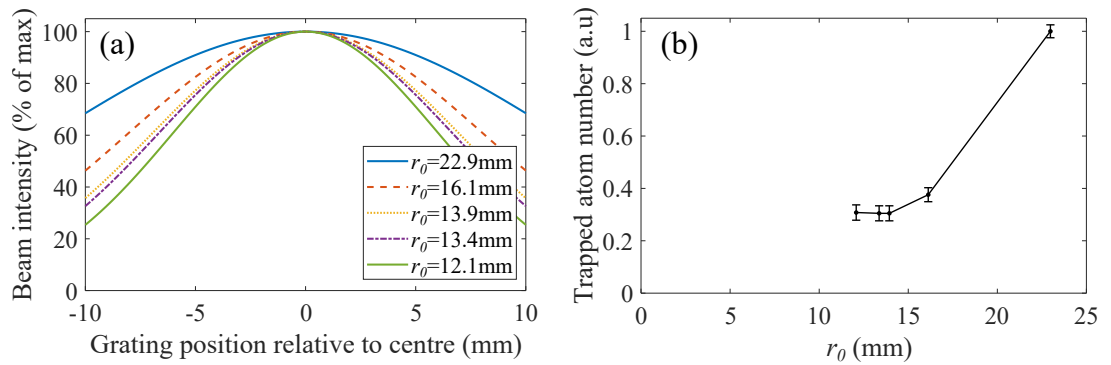 (a)
Beam intensity (% of max)
100
80
60
40
20
0
-10
-5
0
5
10
Grating position relative to centre (mm)
r0=22.9mm
r0=16.1mm
r0=13.9mm
r0=13.4mm
r0=12.1mm
(b)
Trapped atom number (a.u)
1
0.8
0.6
0.4
0.2
0
0
5
10
15
20
25
r0 (mm)